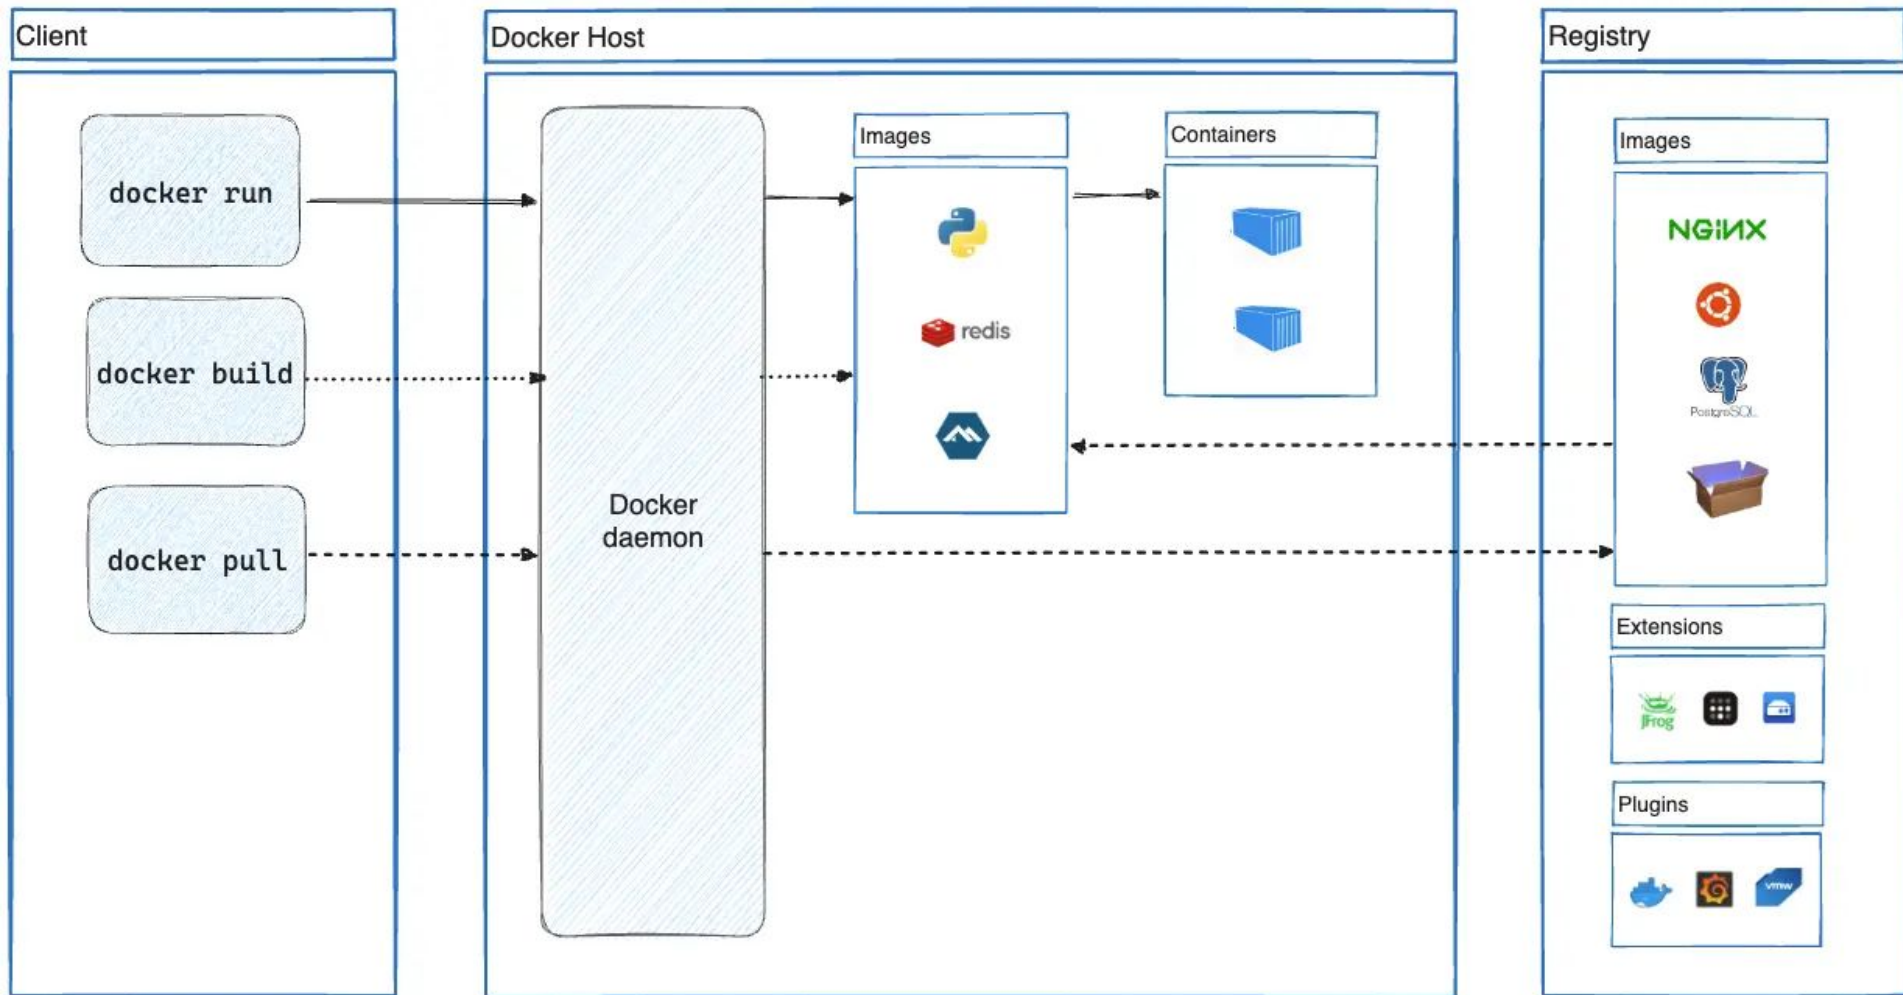 Client
docker run
docker build
docker pull
Docker Host
Docker
daemon
Images
redis
Containers
Registry
Images
NGiNX
PostgreSQL
Extensions
JFrog
Plugins
vmw